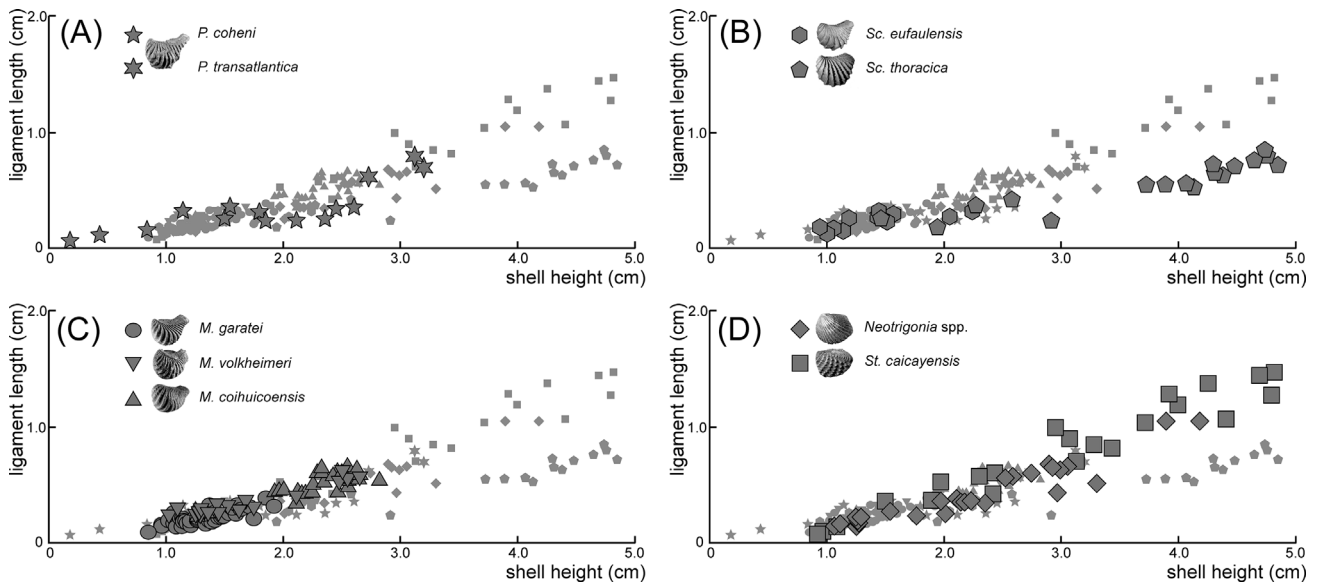 (A)
P. coheni
P. transatlantica
ligament length (cm)
2.0
1.0
0
0 1.0 2.0 3.0 4.0 5.0
shell height (cm)
(B)
Sc. eufaulensis
Sc. thoracica
ligament length (cm)
2.0
1.0
0
0 1.0 2.0 3.0 4.0 5.0
shell height (cm)
(C)
M. garatei
M. volkheimeri
M. coihuicoensis
ligament length (cm)
2.0
1.0
0
0 1.0 2.0 3.0 4.0 5.0
shell height (cm)
(D)
Neotrigonia spp.
St. caicayensis
ligament length (cm)
2.0
1.0
0
0 1.0 2.0 3.0 4.0 5.0
shell height (cm)